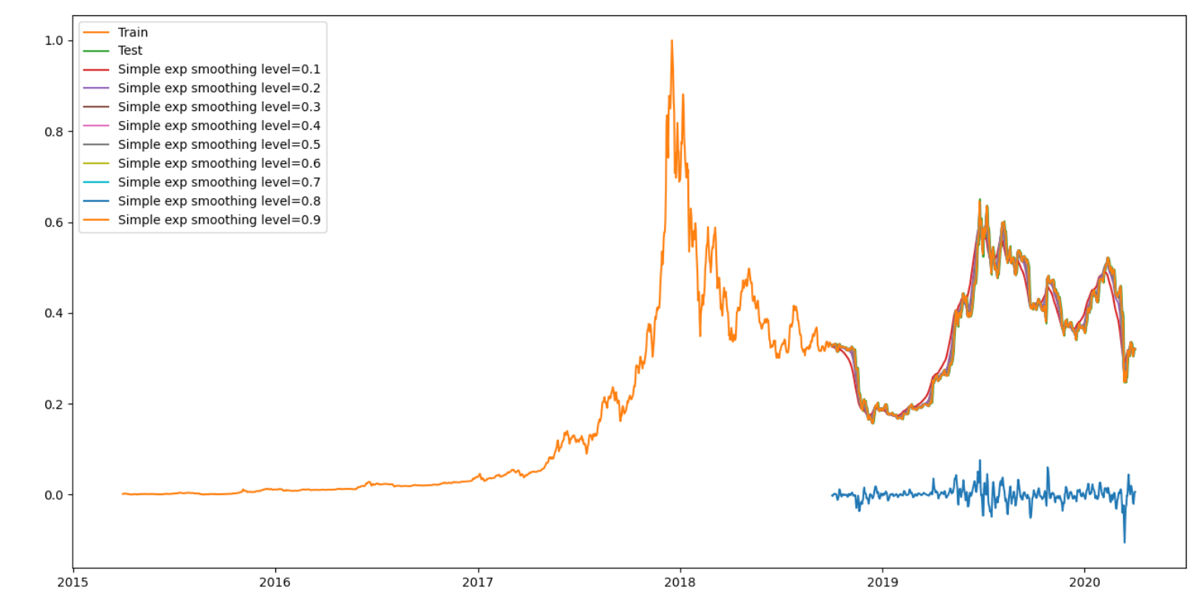 1.0
0.8
0.6
0.4
0.2
0.0
Train
Test
Simple exp smoothing level=0.1
Simple exp smoothing level=0.2
Simple exp smoothing level=0.3
Simple exp smoothing level=0.4
Simple exp smoothing level=0.5
Simple exp smoothing level=0.6
Simple exp smoothing level=0.7
Simple exp smoothing level=0.8
Simple exp smoothing level=0.9
2015 2016 2017 2018 2019 2020